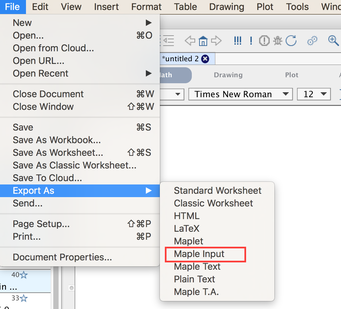 File Edit View Insert Format Table Drawing Plot Tools Wind
New
Open... ⌘O
Open from Cloud...
Open URL...
Open Recent
Close Document ⌘W
Close Window ⇧⌘W
Save ⌘S
Save As Workbook...
Save As Worksheet... ⇧⌘S
Save As Classic Worksheet...
Save To Cloud...
Export As
Send...
Page Setup... ⇧⌘P
Print... ⌘P
Document Properties...
*untitled 2
Math Drawing Plot
Times New Roman 12
Standard Worksheet
Classic Worksheet
HTML
LaTeX
Maplet
Maple Input
Maple Text
Plain Text
Maple T.A.
40
in ...
33